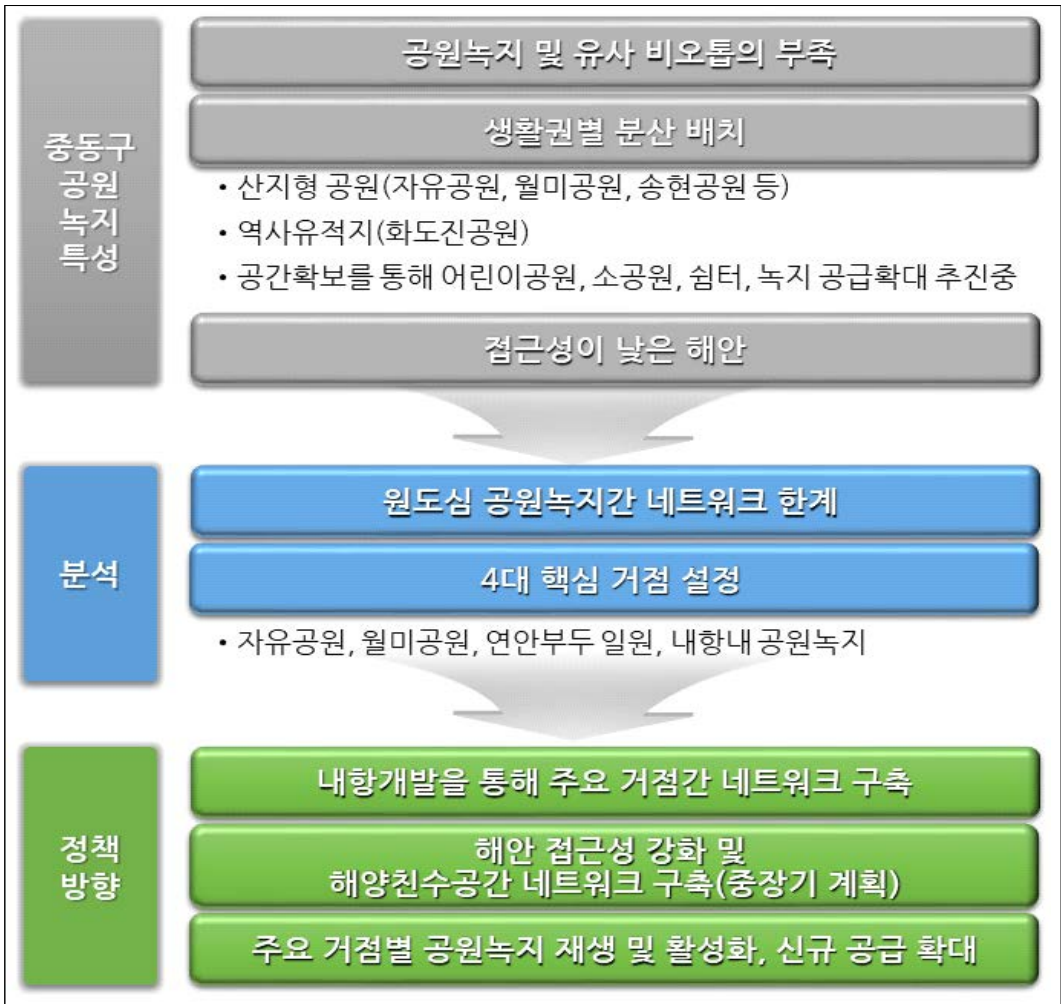 중동구
공원
녹지
특성
공원녹지 및 유사 비오톱의 부족
생활권별 분산 배치
• 산지형 공원(자유공원, 월미공원, 송현공원 등)
• 역사유적지(화도진공원)
• 공간확보를 통해 어린이공원, 소공원, 쉼터, 녹지 공급확대 추진중
접근성이 낮은 해안
분석
원도심 공원녹지간 네트워크 한계
4대 핵심 거점 설정
• 자유공원, 월미공원, 연안부두 일원, 내항내 공원녹지
정책
방향
내항개발을 통해 주요 거점간 네트워크 구축
해안 접근성 강화 및
해양친수공간 네트워크 구축(중장기 계획)
주요 거점별 공원녹지 재생 및 활성화, 신규 공급 확대